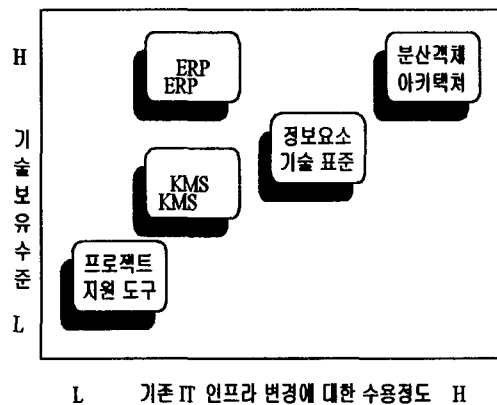 H
ERP
ERP
분산객체
아키텍쳐
정보요소
기술 표준
KMS
KMS
프로젝트
지원 도구
기
술
보
유
수
준
L
L 기존 IT 인프라 변경에 대한 수용정도 H